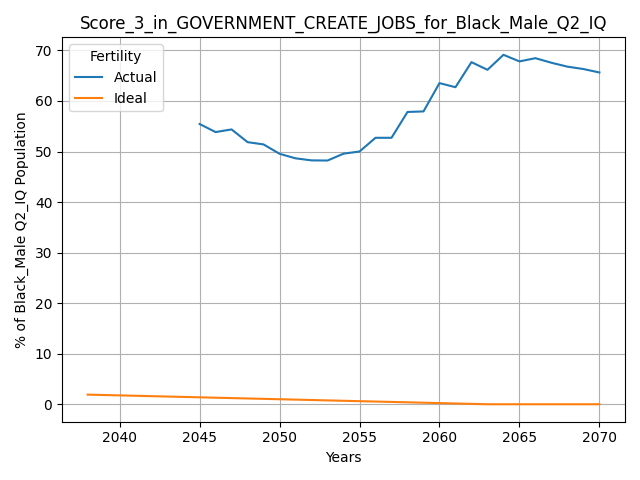 Score_3_in_GOVERNMENT_CREATE_JOBS_for_Black_Male_Q2_IQ
Fertility
Actual
Ideal
% of Black_Male Q2_IQ Population
70
60
50
40
30
20
10
0
2040 2045 2050 2055 2060 2065 2070
Years